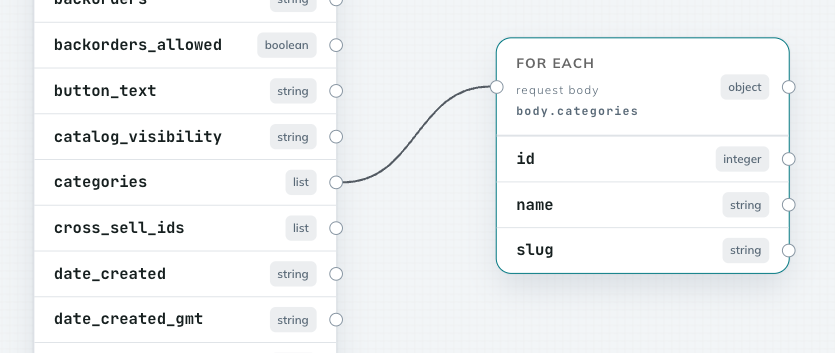 backorders string
backorders_allowed boolean
button_text string
catalog_visibility string
categories list
cross_sell_ids list
date_created string
date_created_gmt string
FOR EACH
request body
body.categories
object
id integer
name string
slug string